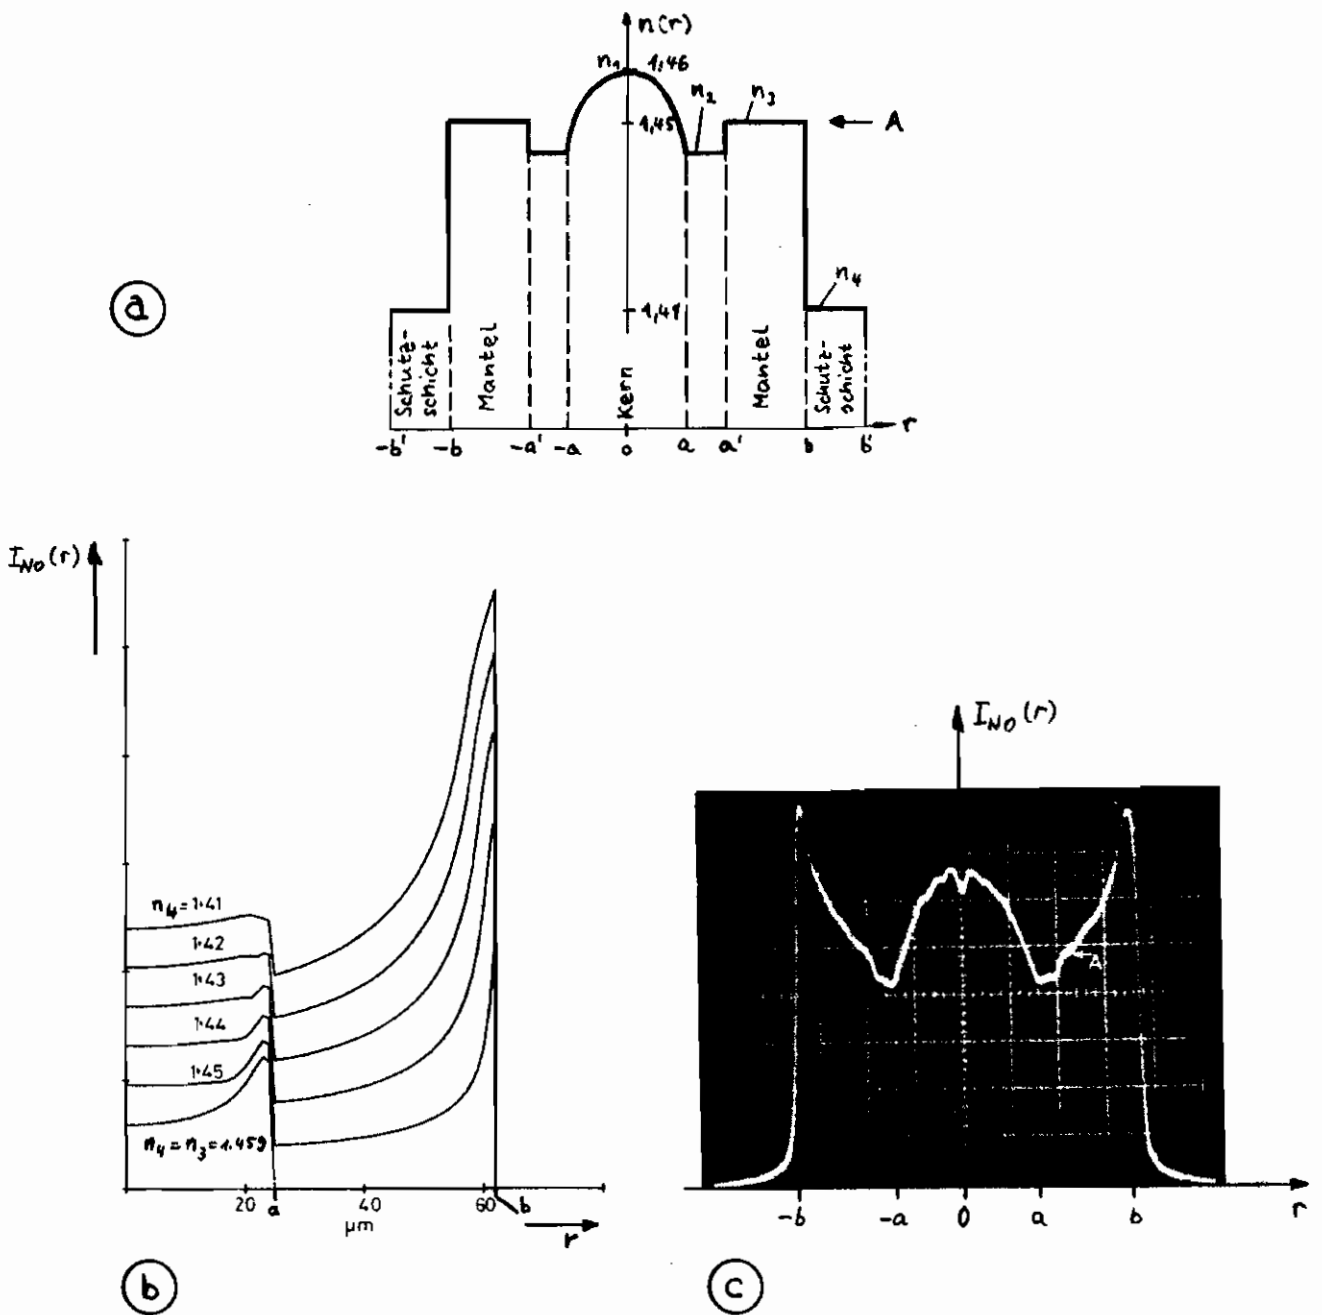 n(r)
n₁ 1,46
n₂ n₃
1,45 A
n₄
1,41
a
Schutz-
schicht
Mantel
Kern
Mantel
Schutz-
schicht
r
-b' -b -a' -a 0 a a' b b'
I_NO (r)
n₄ = 1·41
1·42
1·43
1·44
1·45
n₄ = n₃ = 1.459
20 a 40 60 b
µm
r
b
I_NO (r)
A
-b -a 0 a b r
c